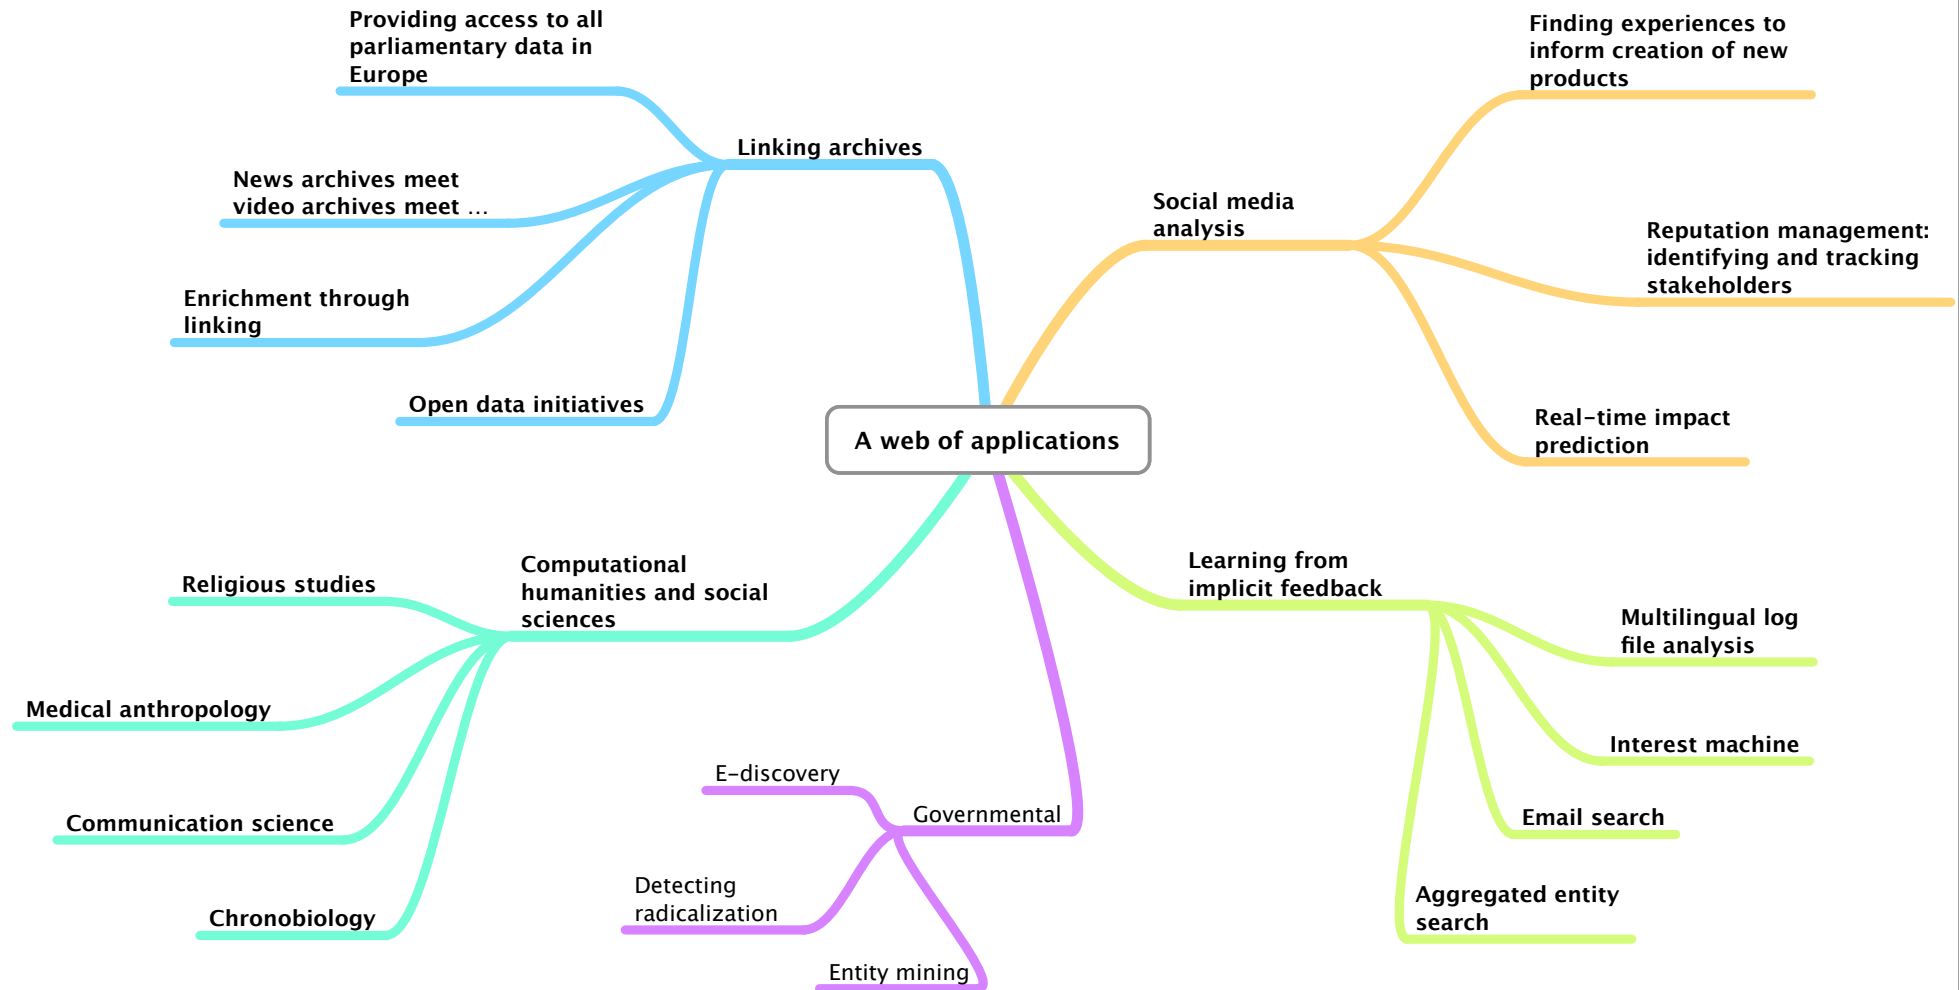 Providing access to all
parliamentary data in
Europe
Linking archives
News archives meet
video archives meet ...
Enrichment through
linking
Open data initiatives
Finding experiences to
inform creation of new
products
Social media
analysis
Reputation management:
identifying and tracking
stakeholders
Real-time impact
prediction
A web of applications
Computational
humanities and social
sciences
Religious studies
Medical anthropology
Communication science
Chronobiology
Governmental
E-discovery
Detecting
radicalization
Entity mining
Learning from
implicit feedback
Multilingual log
file analysis
Interest machine
Email search
Aggregated entity
search